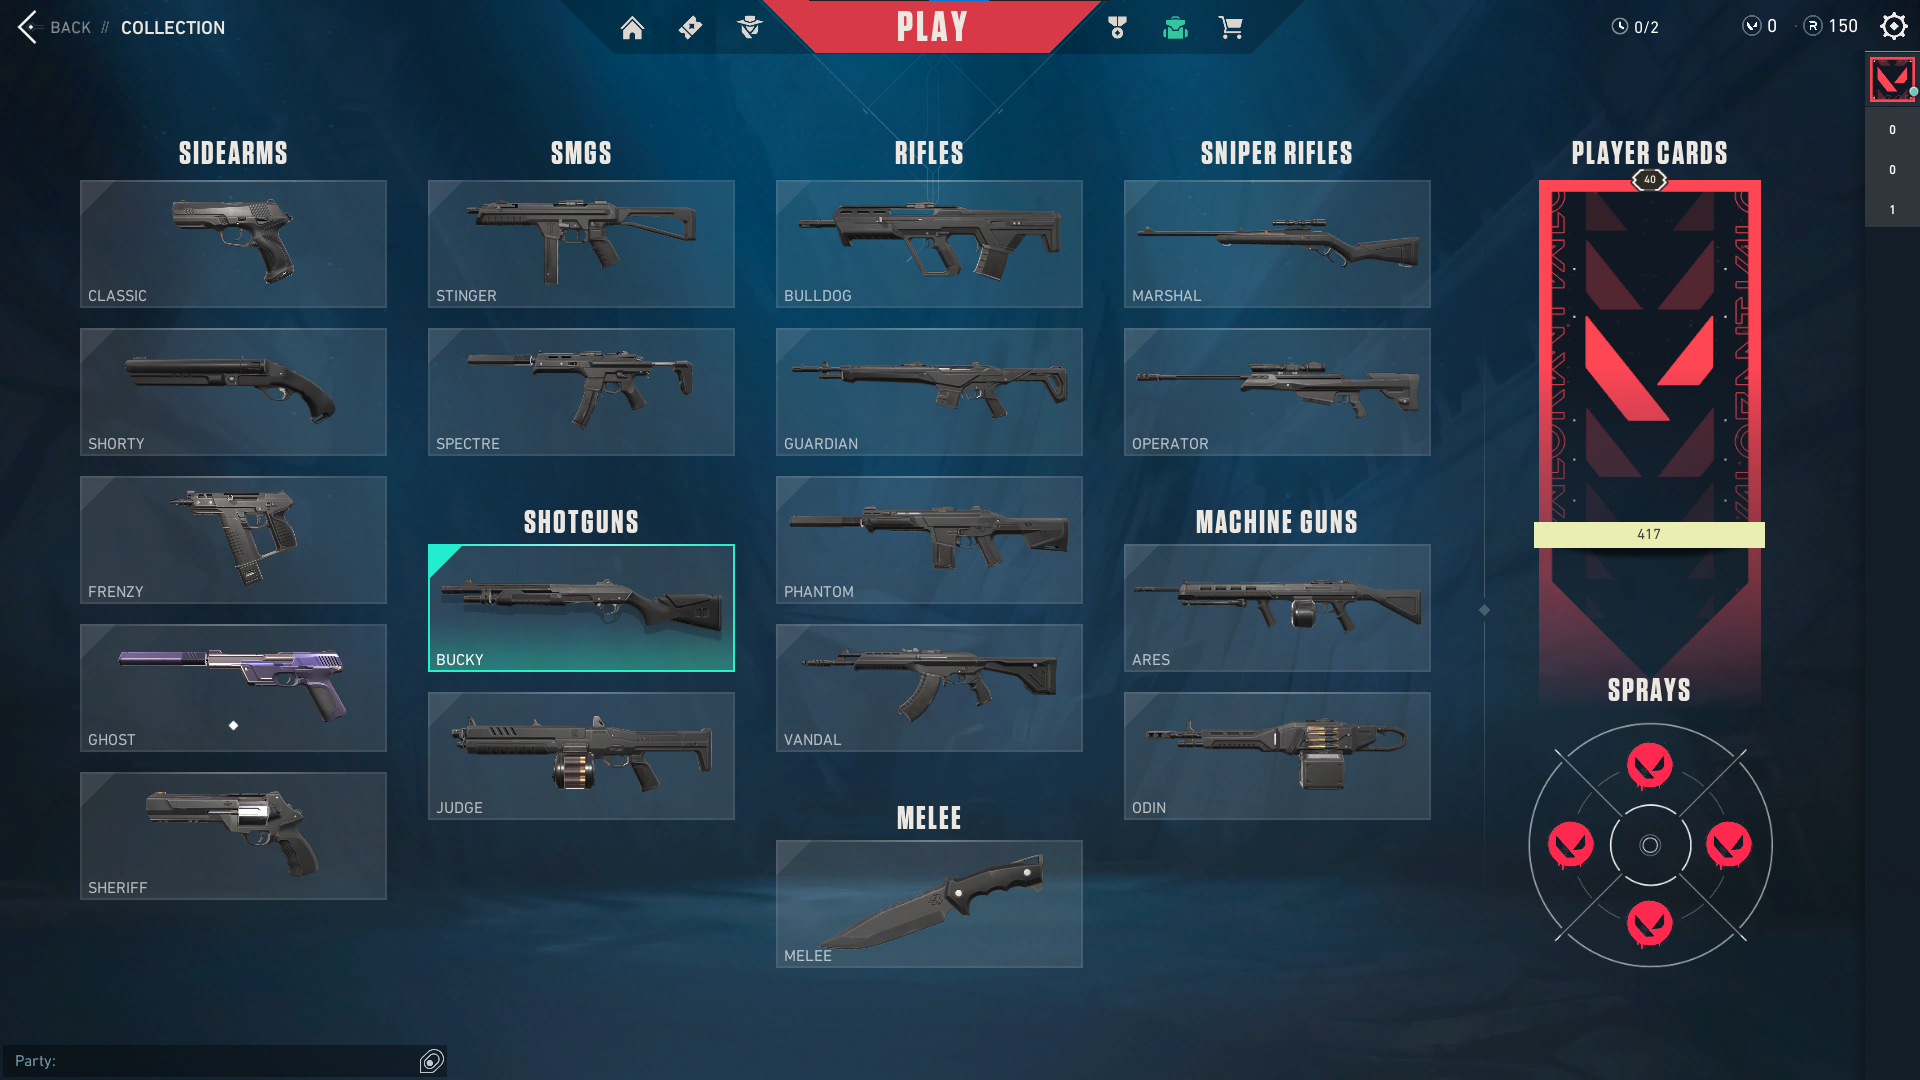 BACK // COLLECTION
PLAY
0/2
0
150
0
0
1
SIDEARMS
CLASSIC
SHORTY
FRENZY
GHOST
SHERIFF
SMGS
STINGER
SPECTRE
SHOTGUNS
BUCKY
JUDGE
RIFLES
BULLDOG
GUARDIAN
PHANTOM
VANDAL
MELEE
MELEE
SNIPER RIFLES
MARSHAL
OPERATOR
MACHINE GUNS
ARES
ODIN
PLAYER CARDS
40
417
SPRAYS
Party: